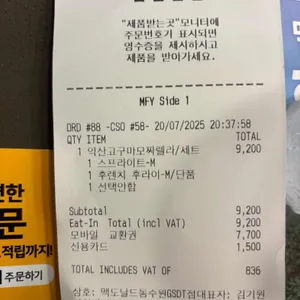 "제품받는곳"모니터에
주문번호가 표시되면
영수증을 제시하시고
제품을 받아가세요.
MFY Side 1
ORD #88 -CSO #58- 20/07/2025 20:37:58
QTY ITEM TOTAL
1 익산고구마모짜렐라/세트 9,200
1 스프라이트-M
1 후렌치 후라이-M/단품
1 선택안함
Subtotal 9,200
Eat-In Total (incl VAT) 9,200
모바일 교환권 7,700
신용카드 1,500
TOTAL INCLUDES VAT OF 836
상호: 맥도날드동수원GSDT점대표자: 김기원
편한
문
적립까지!
주문하기